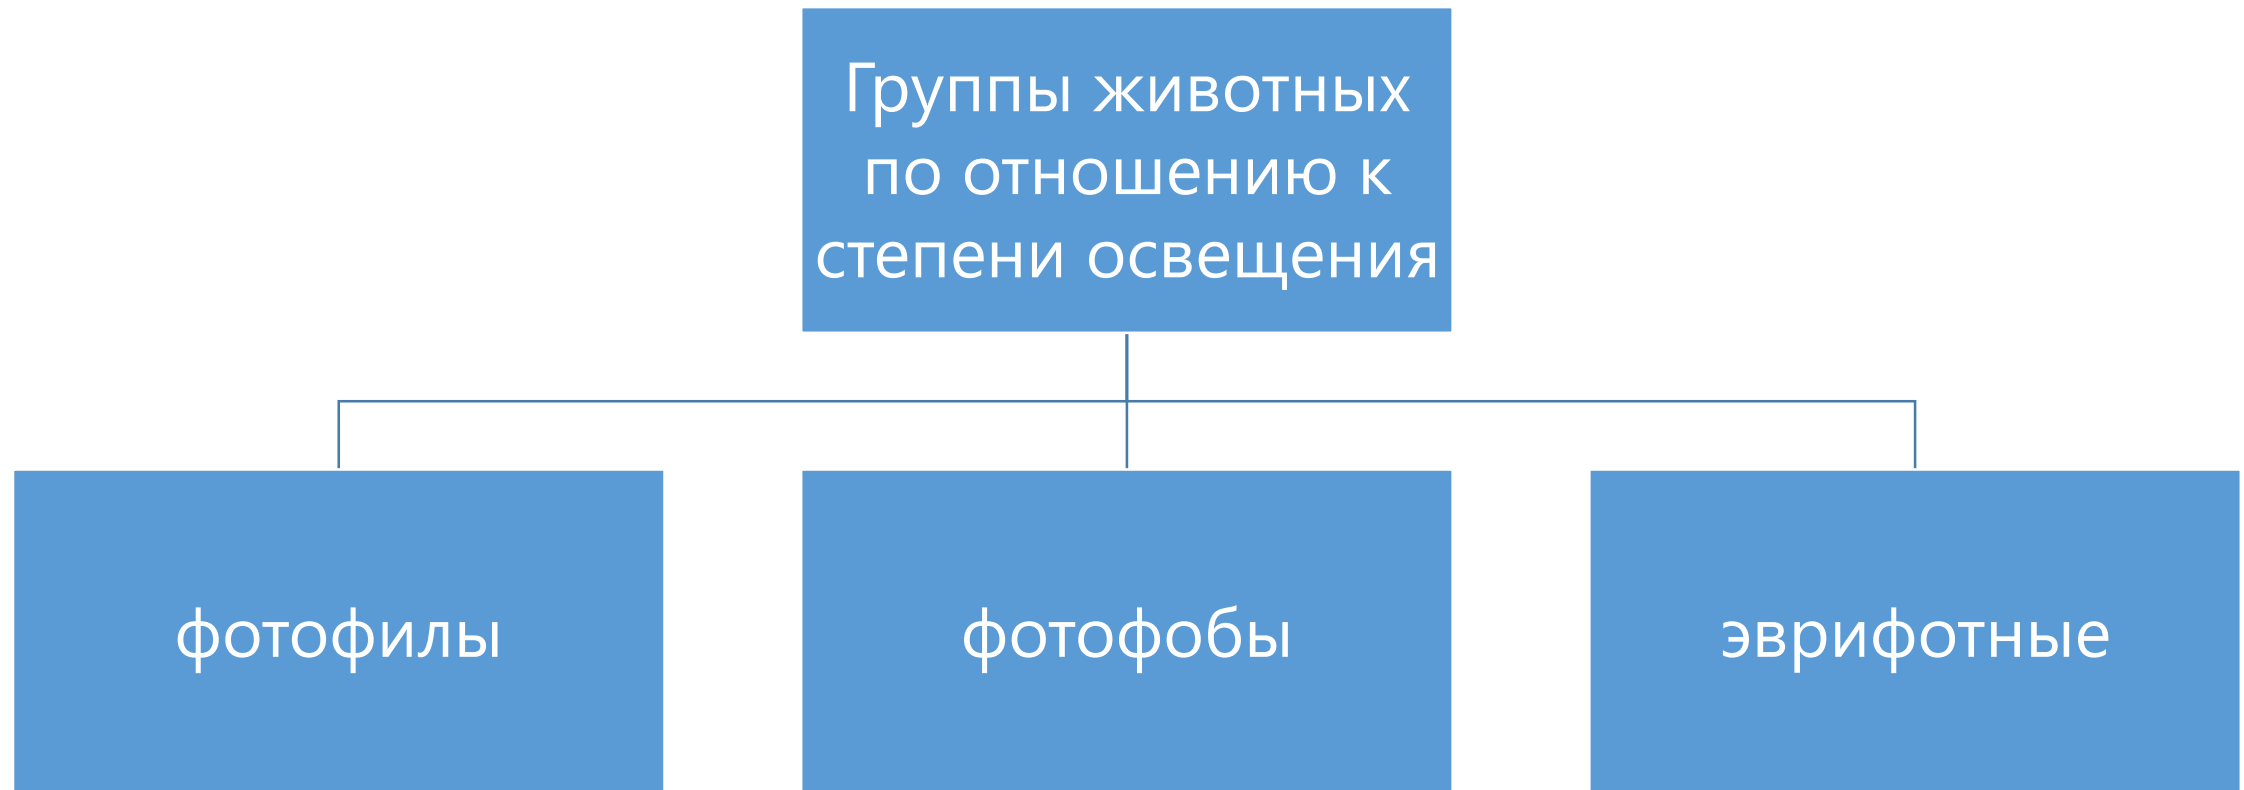 Группы животных
по отношению к
степени освещения
фотофилы
фотофобы
эврифотные